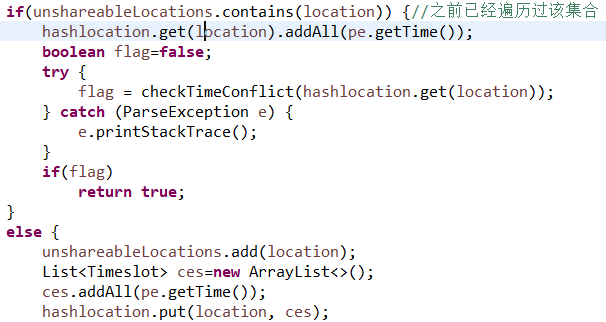 if(unshareableLocations.contains(location)) {//之前已经遍历过该集合
hashlocation.get(location).addAll(pe.getTime());
boolean flag=false;
try {
flag = checkTimeConflict(hashlocation.get(location));
} catch (ParseException e) {
e.printStackTrace();
}
if(flag)
return true;
}
else {
unshareableLocations.add(location);
List<Timeslot> ces=new ArrayList<>();
ces.addAll(pe.getTime());
hashlocation.put(location, ces);